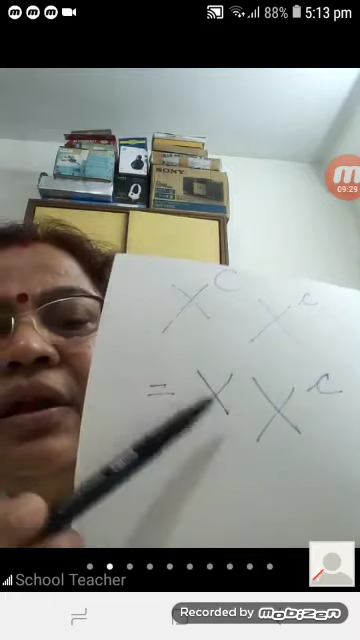 88% 5:13 pm
SONY
09:29
X^C X^c
= X X^c
School Teacher
Recorded by mobizen